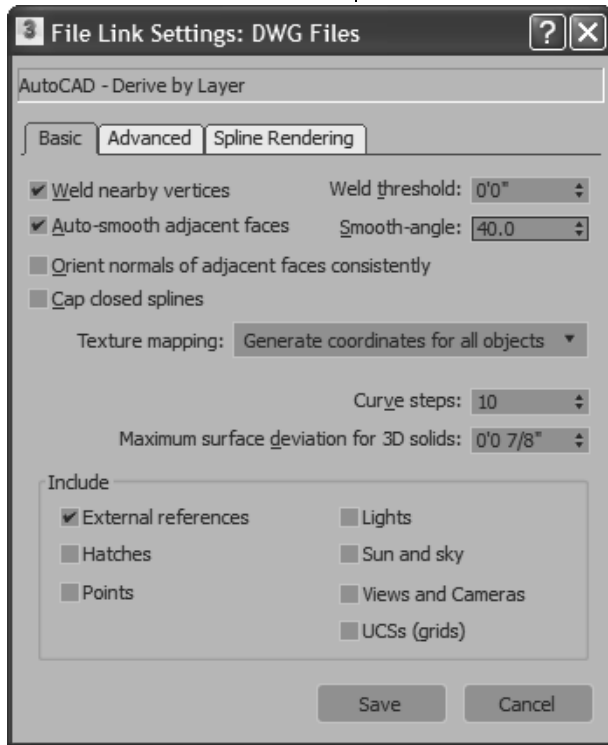 3 File Link Settings: DWG Files ?
AutoCAD - Derive by Layer
Basic Advanced Spline Rendering
Weld nearby vertices Weld threshold: 0'0"
Auto-smooth adjacent faces Smooth-angle: 40.0
Orient normals of adjacent faces consistently
Cap closed splines
Texture mapping: Generate coordinates for all objects
Curve steps: 10
Maximum surface deviation for 3D solids: 0'0 7/8"
Include
External references Lights
Hatches Sun and sky
Points Views and Cameras
UCSs (grids)
Save Cancel